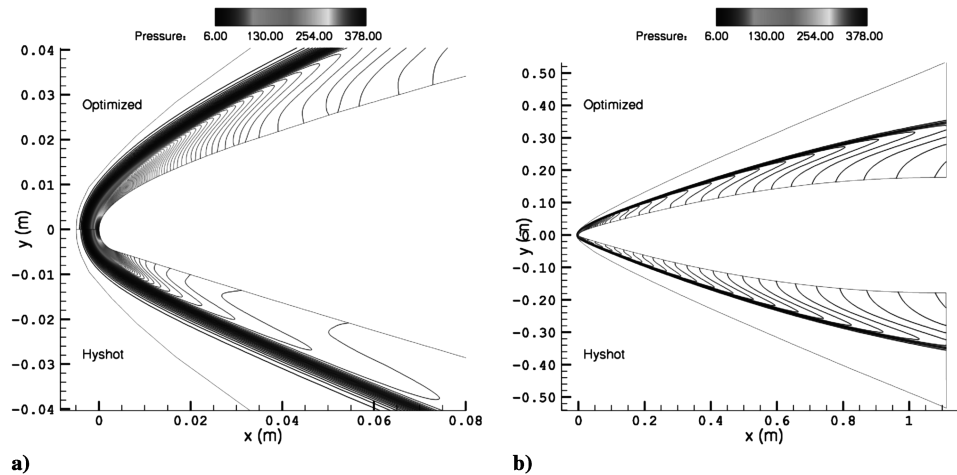 Pressure: 6.00 130.00 254.00 378.00
0.04
0.03
0.02
0.01
0
-0.01
-0.02
-0.03
-0.04
y (m)
Optimized
Hyshot
0 0.02 0.04 0.06 0.08
x (m)
a)
Pressure: 6.00 130.00 254.00 378.00
0.50
0.40
0.30
0.20
0.10
0.00
-0.10
-0.20
-0.30
-0.40
-0.50
y (m)
Optimized
Hyshot
0 0.2 0.4 0.6 0.8 1
x (m)
b)